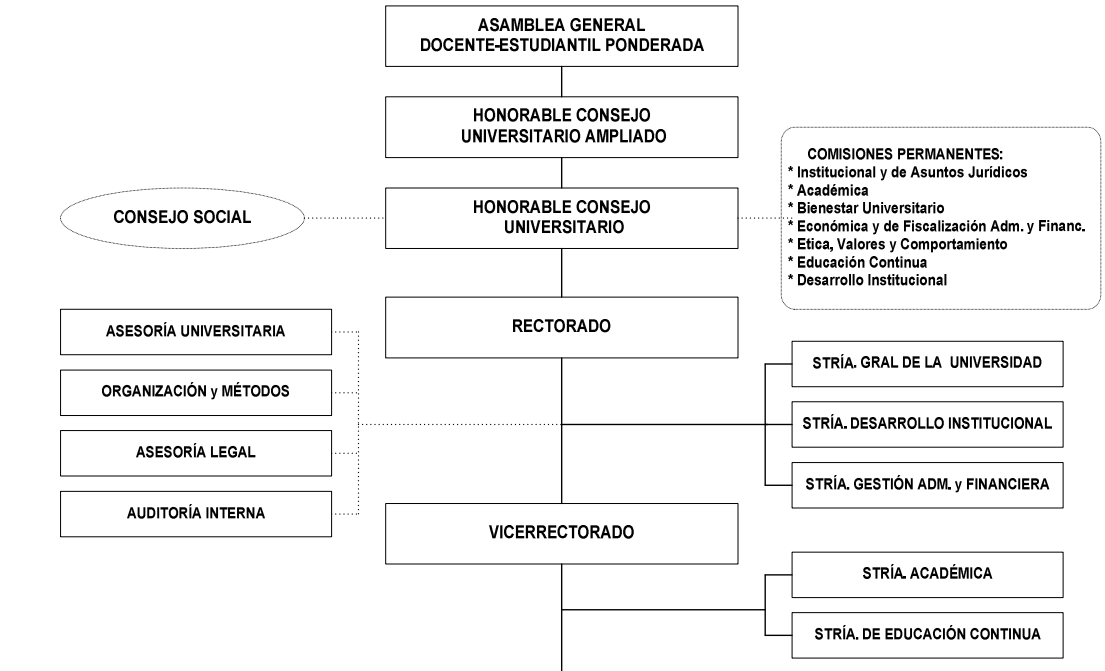 ASAMBLEA GENERAL
DOCENTE-ESTUDIANTIL PONDERADA
HONORABLE CONSEJO
UNIVERSITARIO AMPLIADO
COMISIONES PERMANENTES:
* Institucional y de Asuntos Jurídicos
* Académica
* Bienestar Universitario
* Económica y de Fiscalización Adm. y Financ.
* Etica, Valores y Comportamiento
* Educación Continua
* Desarrollo Institucional
CONSEJO SOCIAL
HONORABLE CONSEJO
UNIVERSITARIO
RECTORADO
ASESORÍA UNIVERSITARIA
ORGANIZACIÓN y MÉTODOS
ASESORÍA LEGAL
AUDITORÍA INTERNA
STRÍA. GRAL DE LA UNIVERSIDAD
STRÍA. DESARROLLO INSTITUCIONAL
STRÍA. GESTIÓN ADM. y FINANCIERA
VICERRECTORADO
STRÍA. ACADÉMICA
STRÍA. DE EDUCACIÓN CONTINUA